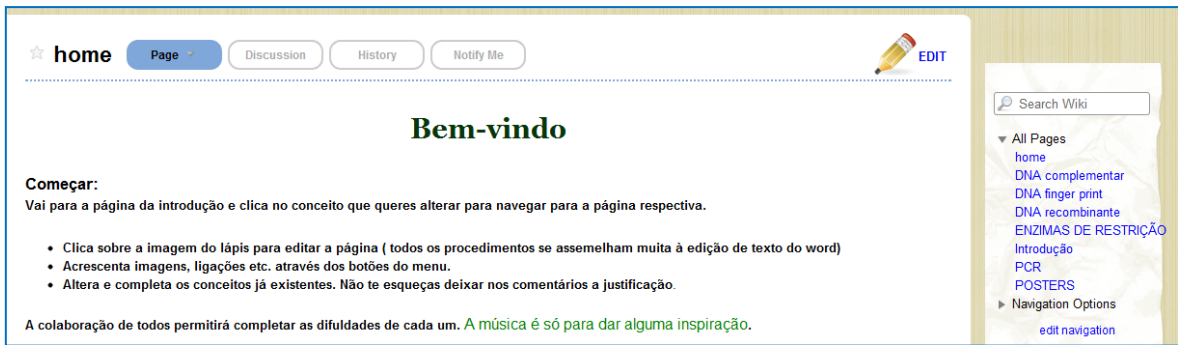 home Page Discussion History Notify Me EDIT
Bem-vindo
Começar:
Vai para a página da introdução e clica no conceito que queres alterar para navegar para a página respectiva.
• Clica sobre a imagem do lápis para editar a página ( todos os procedimentos se assemelham muita à edição de texto do word)
• Acrescenta imagens, ligações etc. através dos botões do menu.
• Altera e completa os conceitos já existentes. Não te esqueças deixar nos comentários a justificação.
A colaboração de todos permitirá completar as difuldades de cada um. A música é só para dar alguma inspiração.
Search Wiki
All Pages
home
DNA complementar
DNA finger print
DNA recombinante
ENZIMAS DE RESTRIÇÃO
Introdução
PCR
POSTERS
Navigation Options
edit navigation